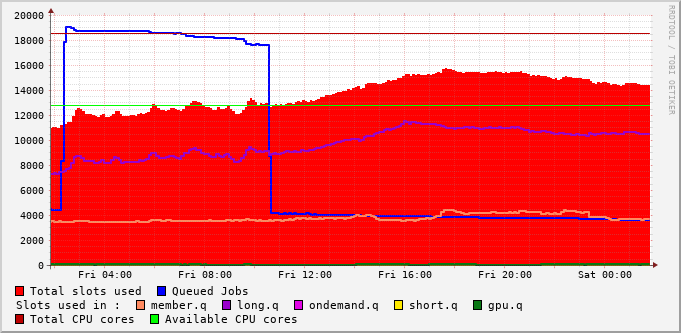 20000
18000
16000
14000
12000
10000
8000
6000
4000
2000
0
Fri 04:00 Fri 08:00 Fri 12:00 Fri 16:00 Fri 20:00 Sat 00:00
RRDTOOL / TOBI OETIKER
Total slots used Queued Jobs
Slots used in : member.q long.q ondemand.q short.q gpu.q
Total CPU cores Available CPU cores